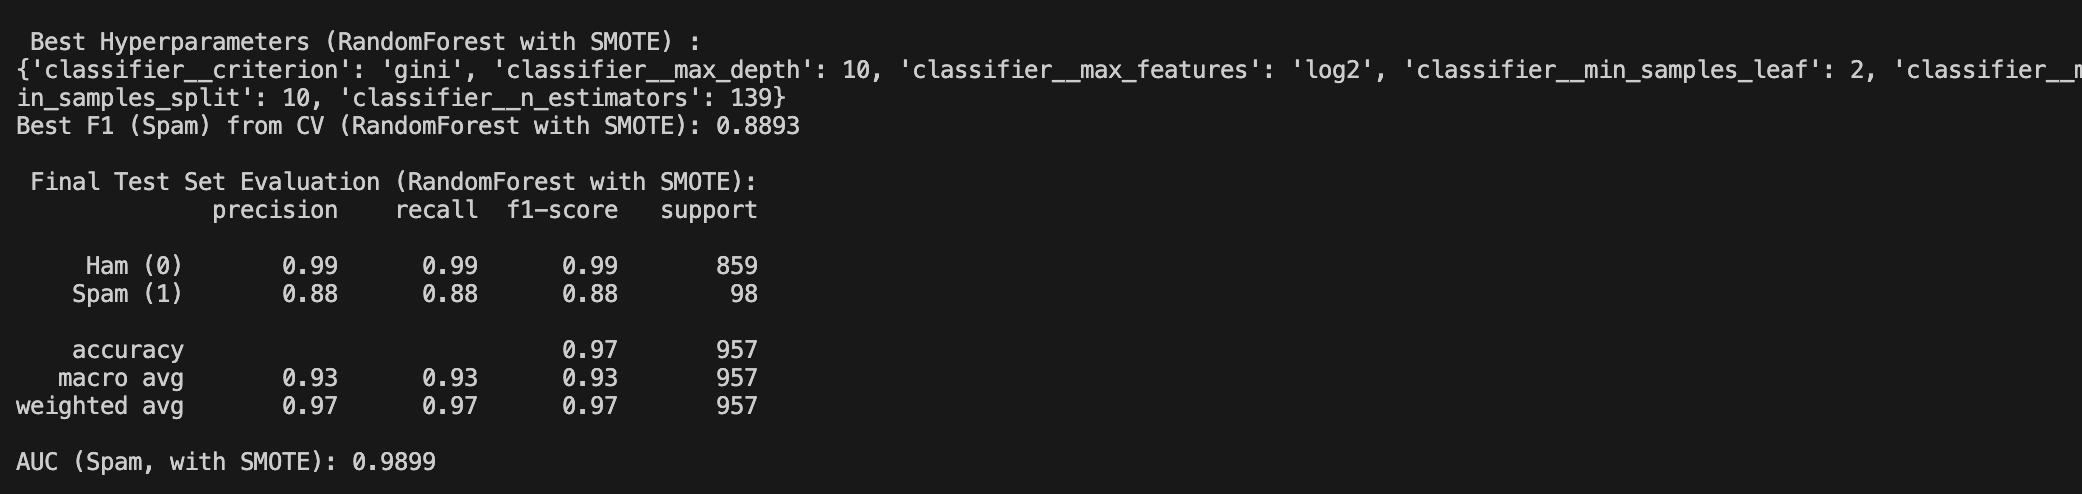 Best Hyperparameters (RandomForest with SMOTE) :
{'classifier__criterion': 'gini', 'classifier__max_depth': 10, 'classifier__max_features': 'log2', 'classifier__min_samples_leaf': 2, 'classifier__m
in_samples_split': 10, 'classifier__n_estimators': 139}
Best F1 (Spam) from CV (RandomForest with SMOTE): 0.8893
Final Test Set Evaluation (RandomForest with SMOTE):
precision recall f1-score support
Ham (0) 0.99 0.99 0.99 859
Spam (1) 0.88 0.88 0.88 98
accuracy 0.97 957
macro avg 0.93 0.93 0.93 957
weighted avg 0.97 0.97 0.97 957
AUC (Spam, with SMOTE): 0.9899